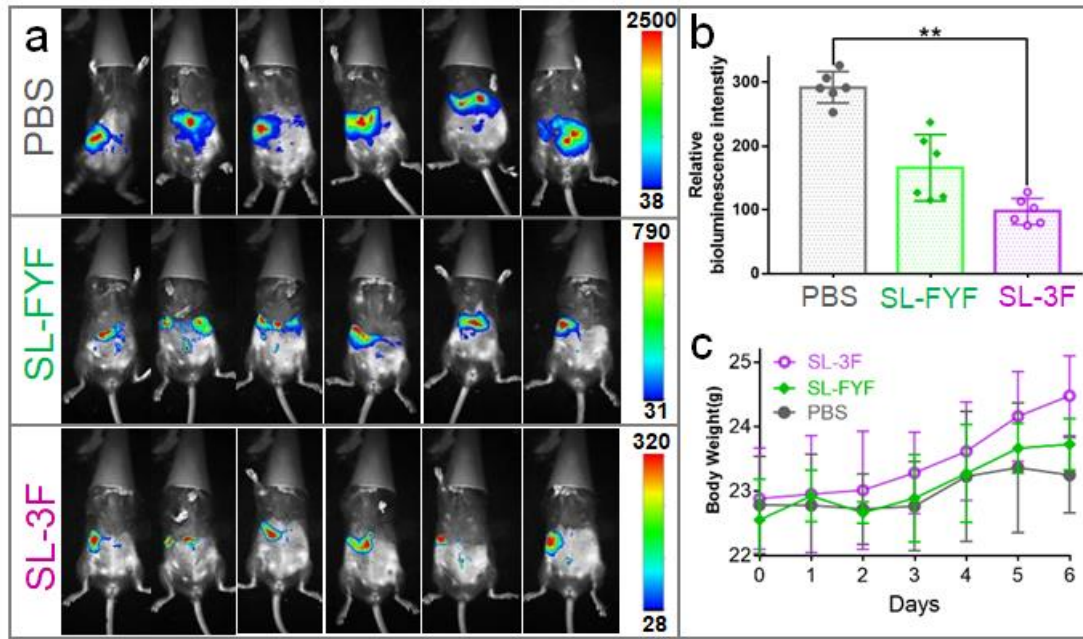 a
PBS
2500
38
SL-FYF
790
31
SL-3F
320
28
b
**
Relative
bioluminescence intenstiy
300
200
100
0
PBS
SL-FYF
SL-3F
c
SL-3F
SL-FYF
PBS
Body Weight(g)
25
24
23
22
0 1 2 3 4 5 6
Days